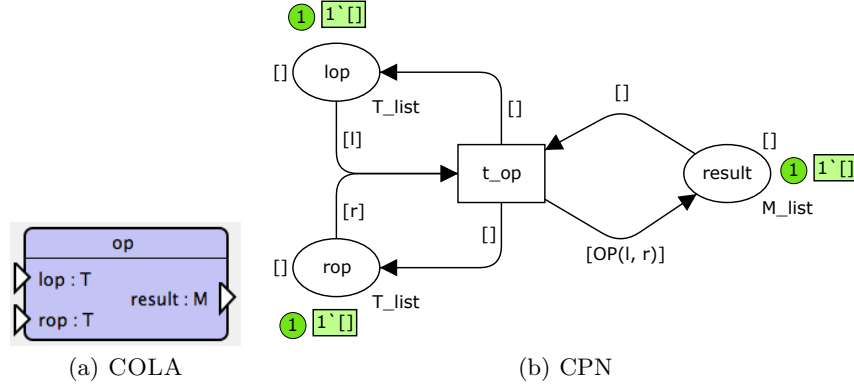 op
lop : T
result : M
rop : T
(a) COLA
1 1`[]
[] lop
T_list
[]
[l]
[]
[]
t_op
result
1 1`[]
M_list
[r]
[]
[OP(l, r)]
[] rop
T_list
1 1`[]
(b) CPN